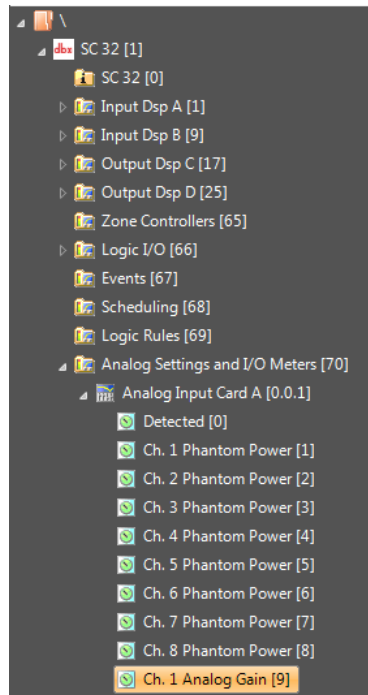 \
dbx SC 32 [1]
SC 32 [0]
Input Dsp A [1]
Input Dsp B [9]
Output Dsp C [17]
Output Dsp D [25]
Zone Controllers [65]
Logic I/O [66]
Events [67]
Scheduling [68]
Logic Rules [69]
Analog Settings and I/O Meters [70]
Analog Input Card A [0.0.1]
Detected [0]
Ch. 1 Phantom Power [1]
Ch. 2 Phantom Power [2]
Ch. 3 Phantom Power [3]
Ch. 4 Phantom Power [4]
Ch. 5 Phantom Power [5]
Ch. 6 Phantom Power [6]
Ch. 7 Phantom Power [7]
Ch. 8 Phantom Power [8]
Ch. 1 Analog Gain [9]